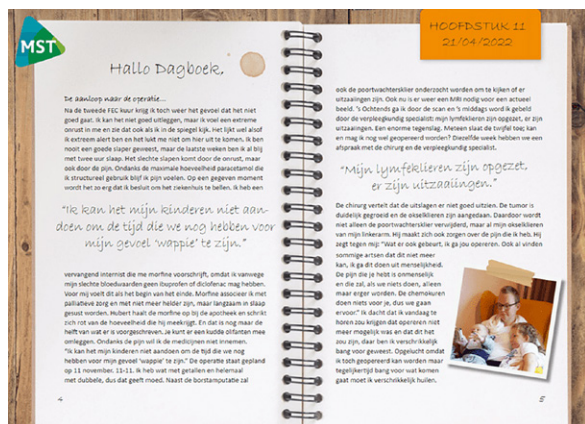 MST
HOOFDSTUK 11
21/04/2022
Hallo Dagboek,
De aanloop naar de operatie...
Na de tweede FEC kuur krijg ik toch weer het gevoel dat het niet
goed gaat. Ik kan het niet goed uitleggen, maar ik voel een extreme
onrust in me en zie dat ook als ik in de spiegel kijk. Het lijkt wel alsof
ik extreem alert ben en het lukt me niet om hier uit te komen. Ik ben
nooit een goede slaper geweest, maar de laatste weken ben ik al blij
met twee uur slaap. Het slechte slapen komt door de onrust, maar
ook door de pijn. Ondanks de maximale hoeveelheid paracetamol die
ik structureel gebruik blijf ik pijn voelen. Op een gegeven moment
wordt het zo erg dat ik besluit om het ziekenhuis te bellen. Ik heb een
"Ik kan het mijn kinderen niet aan-
doen om de tijd die we nog hebben voor
mijn gevoel 'wappie' te zijn."
vervangend internist die me morfine voorschrijft, omdat ik vanwege
mijn slechte bloedwaarden geen ibuprofen of diclofenac mag hebben.
Voor mij voelt dit als het begin van het einde. Morfine associeer ik met
palliatieve zorg en met niet meer helder zijn, maar langzaam in slaap
gesust worden. Hubert haalt de morfine op bij de apotheek en schrikt
zich rot van de hoeveelheid die hij meekrijgt. En dat is nog maar de
helft van wat er is voorgeschreven. Je kunt er een kudde olifanten mee
omleggen. Ondanks de pijn wil ik de medicijnen niet innemen.
"Ik kan het mijn kinderen niet aandoen om de tijd die we nog
hebben voor mijn gevoel 'wappie' te zijn." De operatie staat gepland
op 11 november. 11-11. Ik heb wat met getallen en helemaal
met dubbele, dus dat geeft moed. Naast de borstamputatie zal
4
ook de poortwachtersklier onderzocht worden om te kijken of er
uitzaaiingen zijn. Ook nu is er weer een MRI nodig voor een actueel
beeld. 's Ochtends ga ik door de scan en 's middags word ik gebeld
door de verpleegkundig specialist: mijn lymfeklieren zijn opgezet, er zijn
uitzaaiingen. Een enorme tegenslag. Meteen slaat de twijfel toe; kan
en mag ik nog wel geopereerd worden? Diezelfde week hebben we een
afspraak met de chirurg en de verpleegkundig specialist.
"Mijn lymfeklieren zijn opgezet,
er zijn uitzaaiingen."
De chirurg vertelt dat de uitslagen er niet goed uitzien. De tumor is
duidelijk gegroeid en de okselklieren zijn aangedaan. Daardoor wordt
niet alleen de poortwachtersklier verwijderd, maar al mijn okselklieren
van mijn linkerarm. Hij maakt zich ook zorgen over de pijn die ik heb. Hij
zegt tegen mij: "Wat er ook gebeurt, ik ga jou opereren. Ook al vinden
sommige artsen dat dit niet meer
kan, ik ga dit doen uit menselijkheid.
De pijn die je hebt is onmenselijk
en die zal, als we niets doen, alleen
maar erger worden. De chemokuren
doen niets voor je, dus we gaan
ervoor." Ik dacht dat ik vandaag te
horen zou krijgen dat opereren niet
meer mogelijk was en dat dit het
zou zijn, daar ben ik verschrikkelijk
bang voor geweest. Opgelucht omdat
ik toch geopereerd kan worden maar
tegelijkertijd bang voor wat komen
gaat moet ik verschrikkelijk huilen.
5